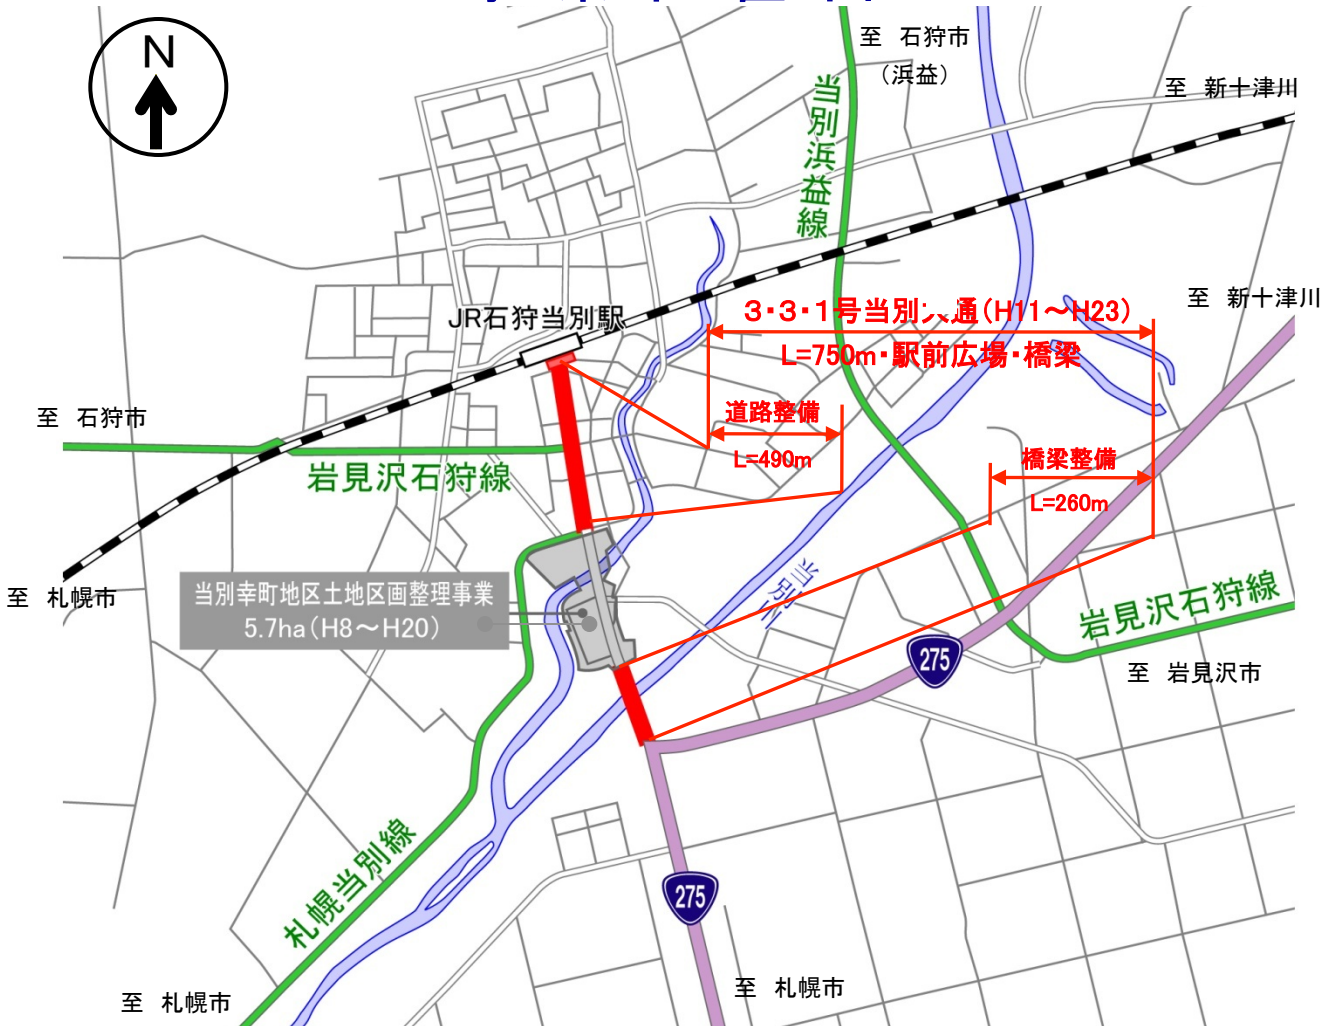 N
至 石狩市
（浜益）
至 新十津川
当別浜益線
至 新十津川
JR石狩当別駅
3・3・1号当別
通(H11～H23)
L=750m・駅前広場・橋梁
至 石狩市
道路整備
L=490m
橋梁整備
L=260m
岩見沢石狩線
当別
至 札幌市
当別幸町地区土地区画整理事業
5.7ha(H8～H20)
岩見沢石狩線
275
至 岩見沢市
札幌当別線
275
至 札幌市
至 札幌市